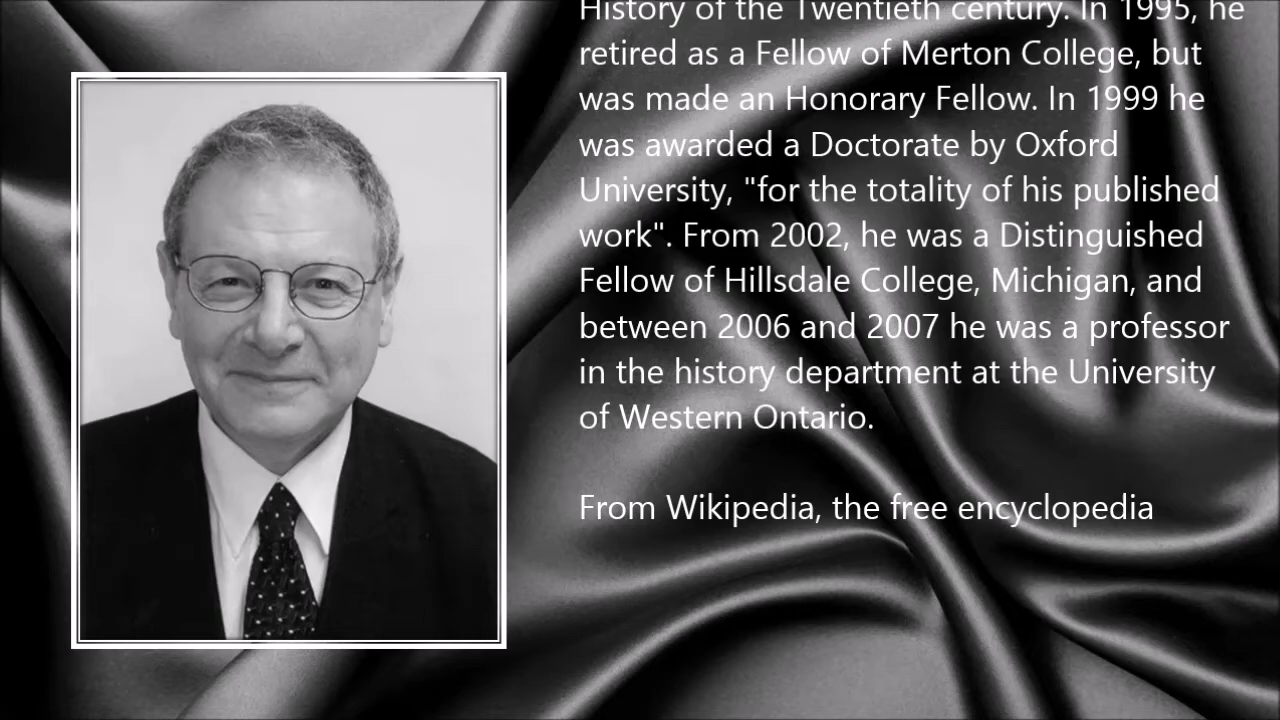 History of the Twentieth century. In 1995, he
retired as a Fellow of Merton College, but
was made an Honorary Fellow. In 1999 he
was awarded a Doctorate by Oxford
University, "for the totality of his published
work". From 2002, he was a Distinguished
Fellow of Hillsdale College, Michigan, and
between 2006 and 2007 he was a professor
in the history department at the University
of Western Ontario.
From Wikipedia, the free encyclopedia